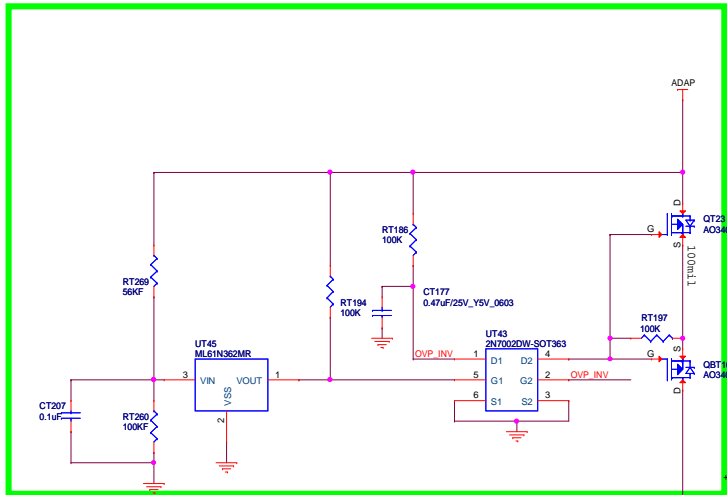 ADAP
D
QT23
G
S
100mil
RT186
100K
RT269
56KF
CT177
0.47uF/25V_Y5V_0603
RT194
100K
RT197
100K
UT45
ML61N362MR
UT43
2N7002DW-SOT363
OVP_INV 1 D1 D2 4
S
G
D
3 VIN VOUT 1
VSS
2
5 G1 G2 2 OVP_INV
6 S1 S2 3
CT207
0.1uF
RT260
100KF